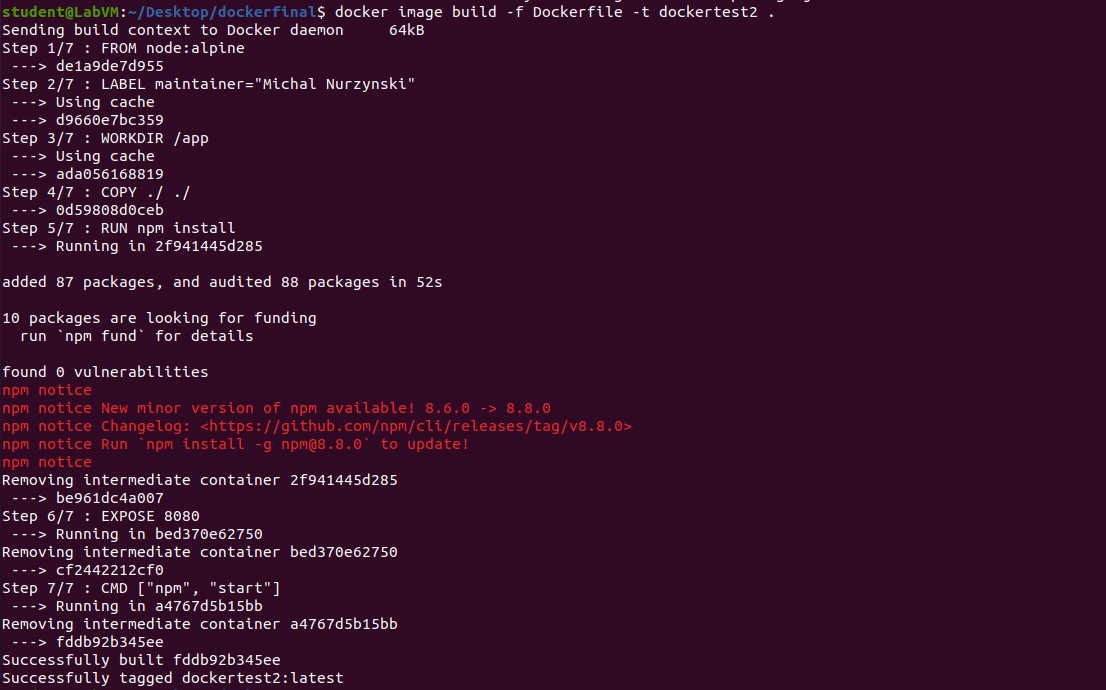 student@LabVM:~/Desktop/dockerfinal$ docker image build -f Dockerfile -t dockertest2 .
Sending build context to Docker daemon     64kB
Step 1/7 : FROM node:alpine
 ---> de1a9de7d955
Step 2/7 : LABEL maintainer="Michal Nurzynski"
 ---> Using cache
 ---> d9660e7bc359
Step 3/7 : WORKDIR /app
 ---> Using cache
 ---> ada056168819
Step 4/7 : COPY ./ ./
 ---> 0d59808d0ceb
Step 5/7 : RUN npm install
 ---> Running in 2f941445d285

added 87 packages, and audited 88 packages in 52s

10 packages are looking for funding
  run `npm fund` for details

found 0 vulnerabilities
npm notice
npm notice New minor version of npm available! 8.6.0 -> 8.8.0
npm notice Changelog: <https://github.com/npm/cli/releases/tag/v8.8.0>
npm notice Run `npm install -g npm@8.8.0` to update!
npm notice
Removing intermediate container 2f941445d285
 ---> be961dc4a007
Step 6/7 : EXPOSE 8080
 ---> Running in bed370e62750
Removing intermediate container bed370e62750
 ---> cf2442212cf0
Step 7/7 : CMD ["npm", "start"]
 ---> Running in a4767d5b15bb
Removing intermediate container a4767d5b15bb
 ---> fddb92b345ee
Successfully built fddb92b345ee
Successfully tagged dockertest2:latest